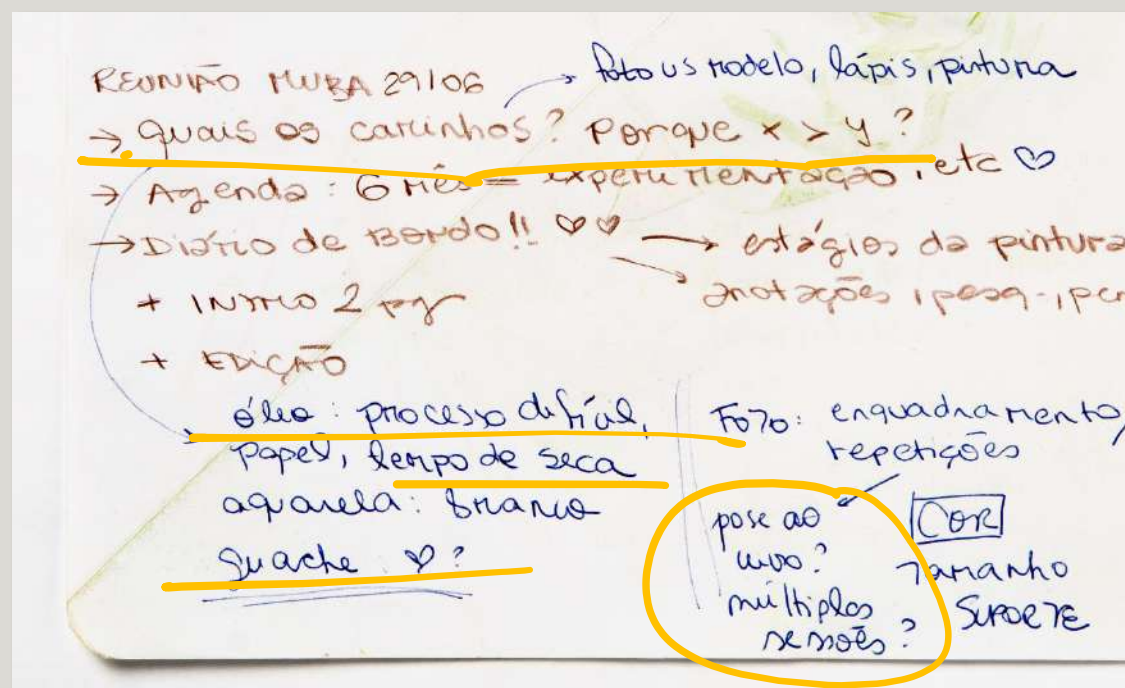 REUNIÃO MUBA 29/06
→ foto vs modelo, lápis, pintura
→ quais os caminhos? Porque x > y?
→ Agenda: 6 mês = experimentação, etc ♡
→ Diário de Bordo!! ♡♡ → estágios da pintura
→ anotações, pesq.,
+ INTRO 2 pg
+ EDIÇÃO
óleo: processo difícil,
papel, tempo de seca
aquarela: branco
guache ♡?
FOTO: enquadramento,
repetições
pose ao
vivo?
múltiplas
sessões?
COR
Tamanho
SUPORTE